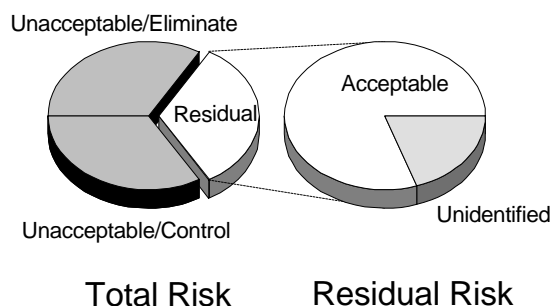 Unacceptable/Eliminate
Residual
Acceptable
Unacceptable/Control
Unidentified
Total Risk
Residual Risk